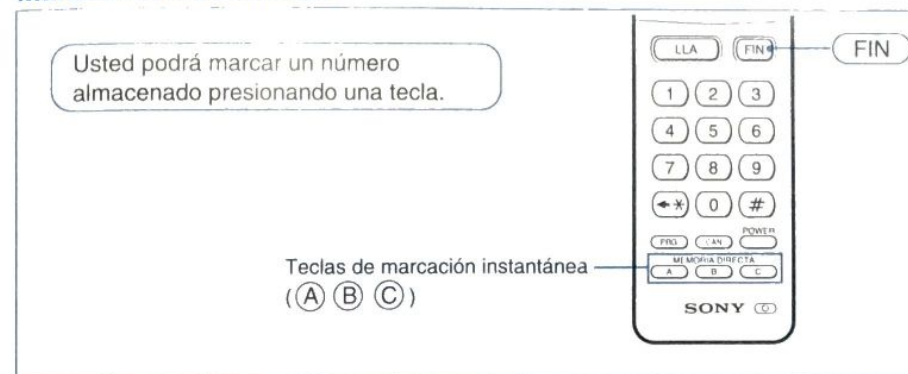 Usted podrá marcar un número
almacenado presionando una tecla.
LLA FIN FIN
1 2 3
4 5 6
7 8 9
* 0 #
POWER
PRG CAN
MEMORIA DIRECTA
A B C
Teclas de marcación instantánea
(A B C)
SONY